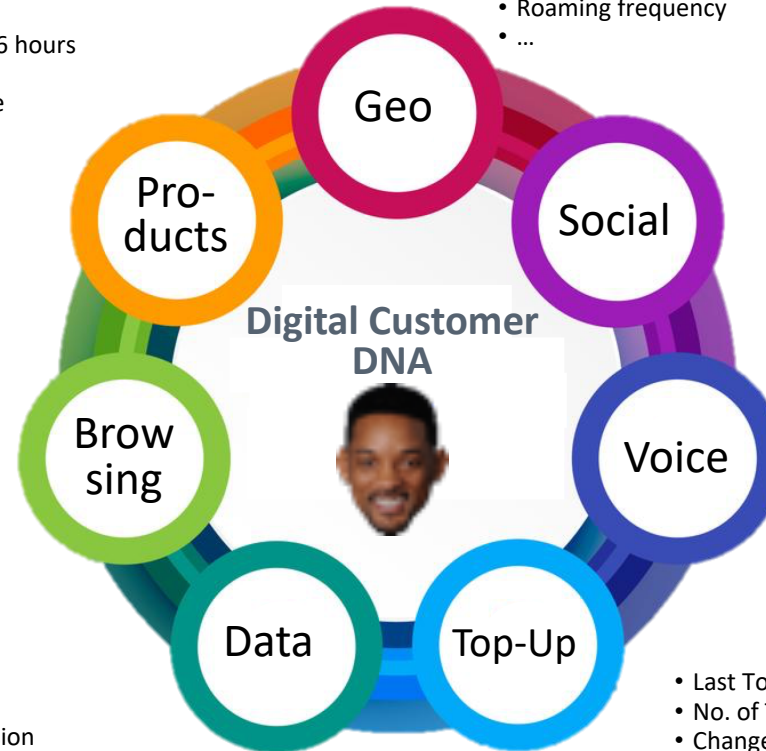 • Roaming frequency
• ...
6 hours
Geo
Pro-
ducts
Social
Digital Customer
DNA
Brow
sing
Voice
Data
Top-Up
• Last To
• No. of
• Change